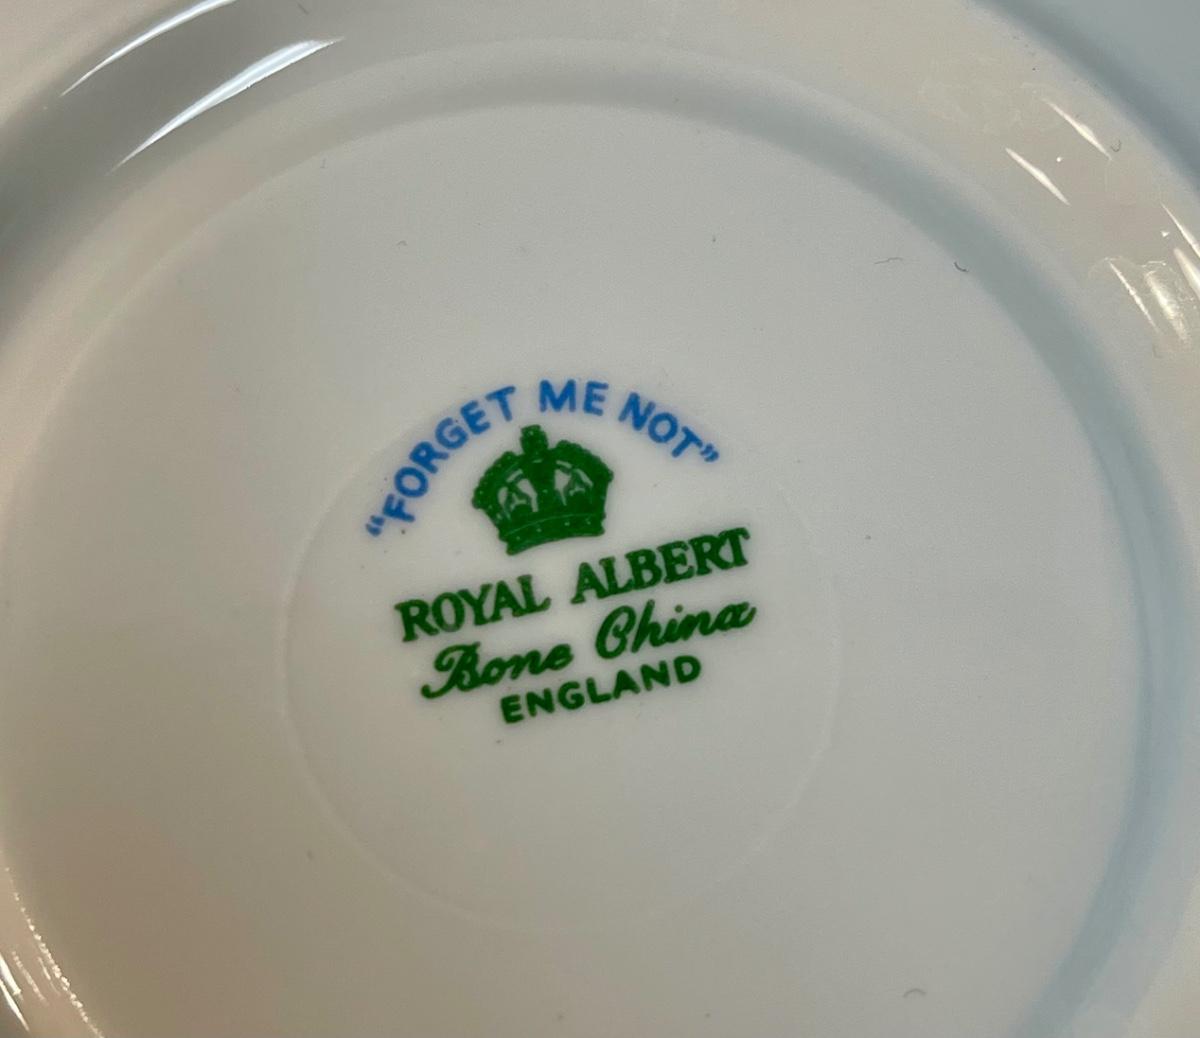 "FORGET ME NOT"
ROYAL ALBERT
Bone China
ENGLAND